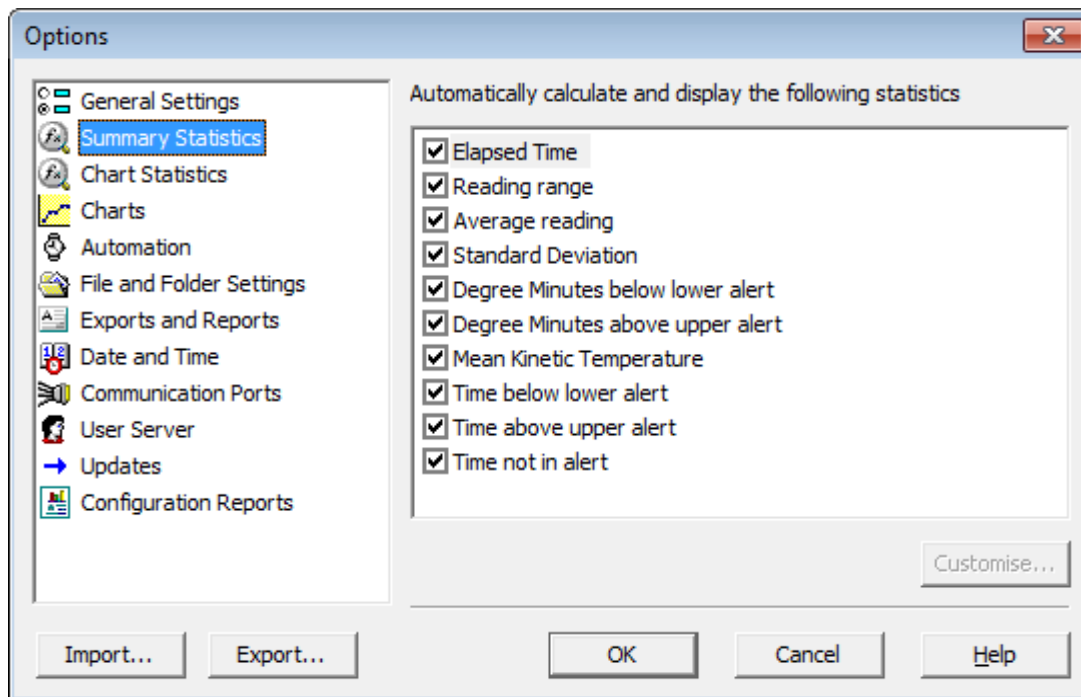 Options
General Settings
Summary Statistics
Chart Statistics
Charts
Automation
File and Folder Settings
Exports and Reports
Date and Time
Communication Ports
User Server
Updates
Configuration Reports
Automatically calculate and display the following statistics
Elapsed Time
Reading range
Average reading
Standard Deviation
Degree Minutes below lower alert
Degree Minutes above upper alert
Mean Kinetic Temperature
Time below lower alert
Time above upper alert
Time not in alert
Customise...
Import...
Export...
OK
Cancel
Help